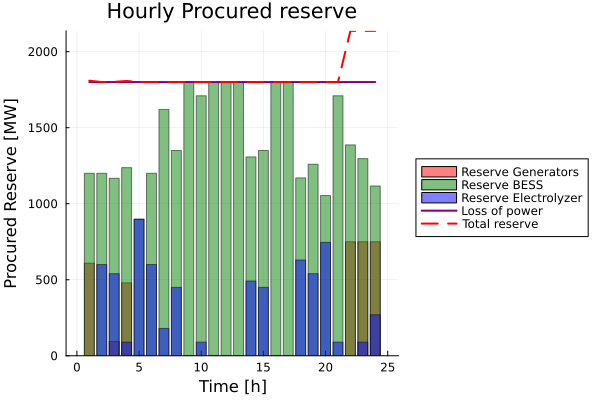 Hourly Procured reserve
Procured Reserve [MW]
2000
1500
1000
500
0
0 5 10 15 20 25
Time [h]
Reserve Generators
Reserve BESS
Reserve Electrolyzer
Loss of power
Total reserve